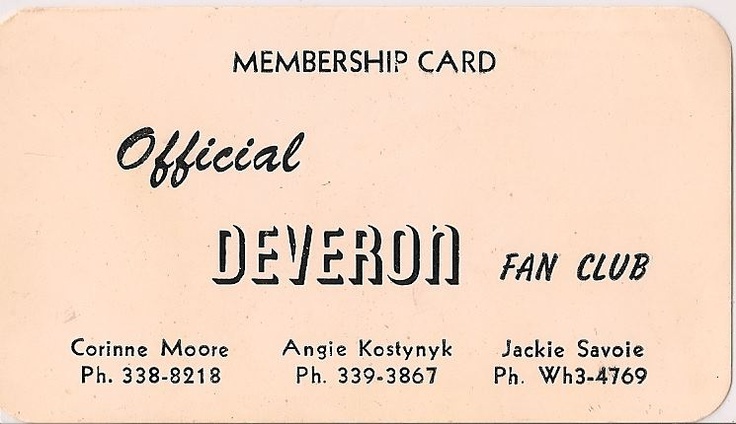 MEMBERSHIP CARD
Official
DEVERON FAN CLUB
Corinne Moore Angie Kostynyk Jackie Savoie
Ph. 338-8218 Ph. 339-3867 Ph. Wh3-4769